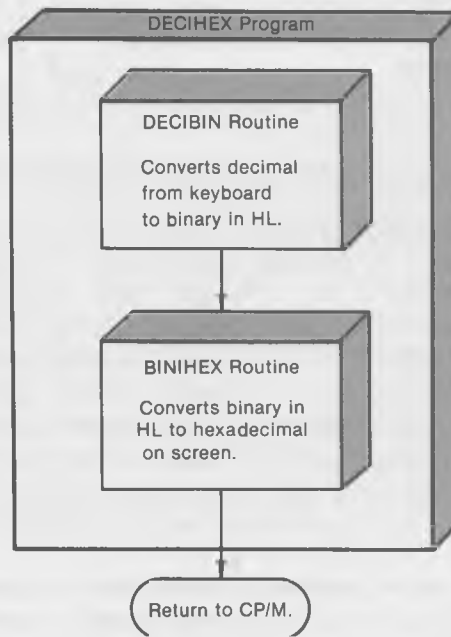 DECIHEX Program
DECIBIN Routine
Converts decimal
from keyboard
to binary in HL.
BINIHEX Routine
Converts binary in
HL to hexadecimal
on screen.
Return to CP/M.